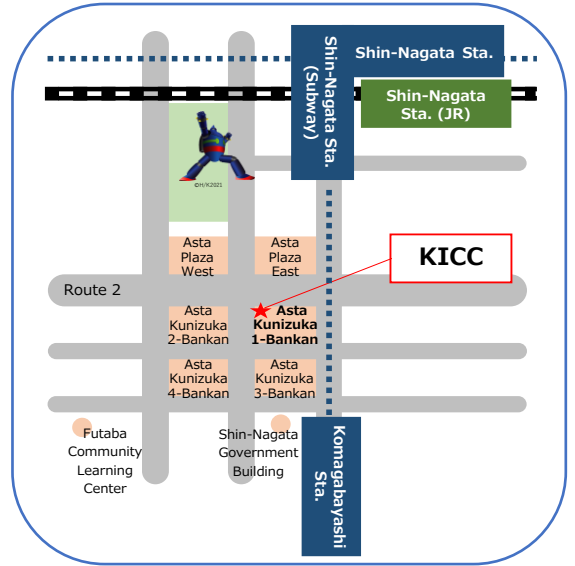 Shin-Nagata Sta.
Shin-Nagata Sta.
(Subway)
Shin-Nagata
Sta. (JR)
©H/K2021
Asta
Plaza
West
Asta
Plaza
East
KICC
Route 2
Asta
Kunizuka
2-Bankan
Asta
Kunizuka
1-Bankan
Asta
Kunizuka
4-Bankan
Asta
Kunizuka
3-Bankan
Futaba
Community
Learning
Center
Shin-Nagata
Government
Building
Komagabayashi
Sta.